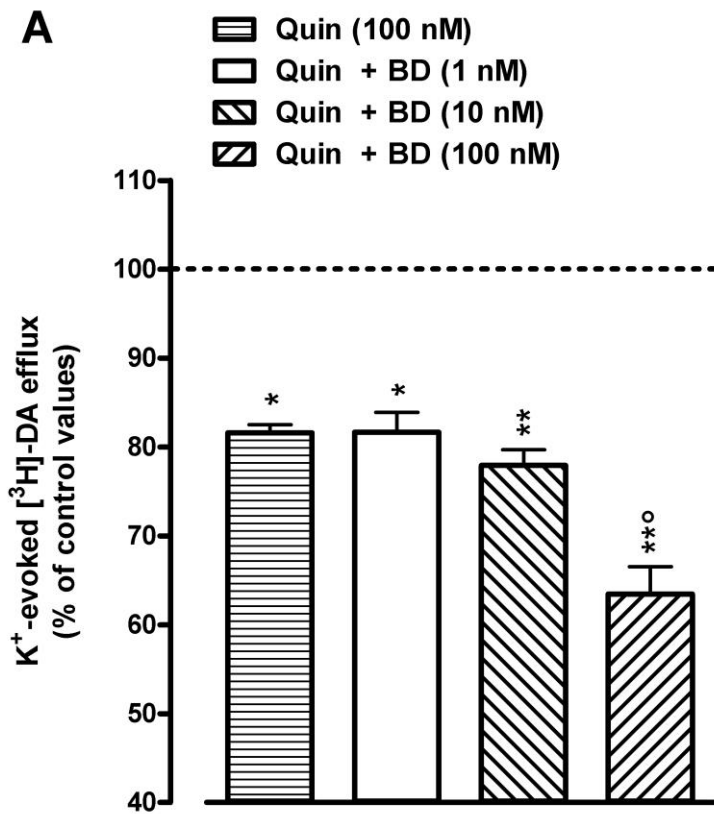 A
Quin (100 nM)
Quin + BD (1 nM)
Quin + BD (10 nM)
Quin + BD (100 nM)
K⁺-evoked [³H]-DA efflux
(% of control values)
110
100
90
80
70
60
50
40
*
*
**
**°